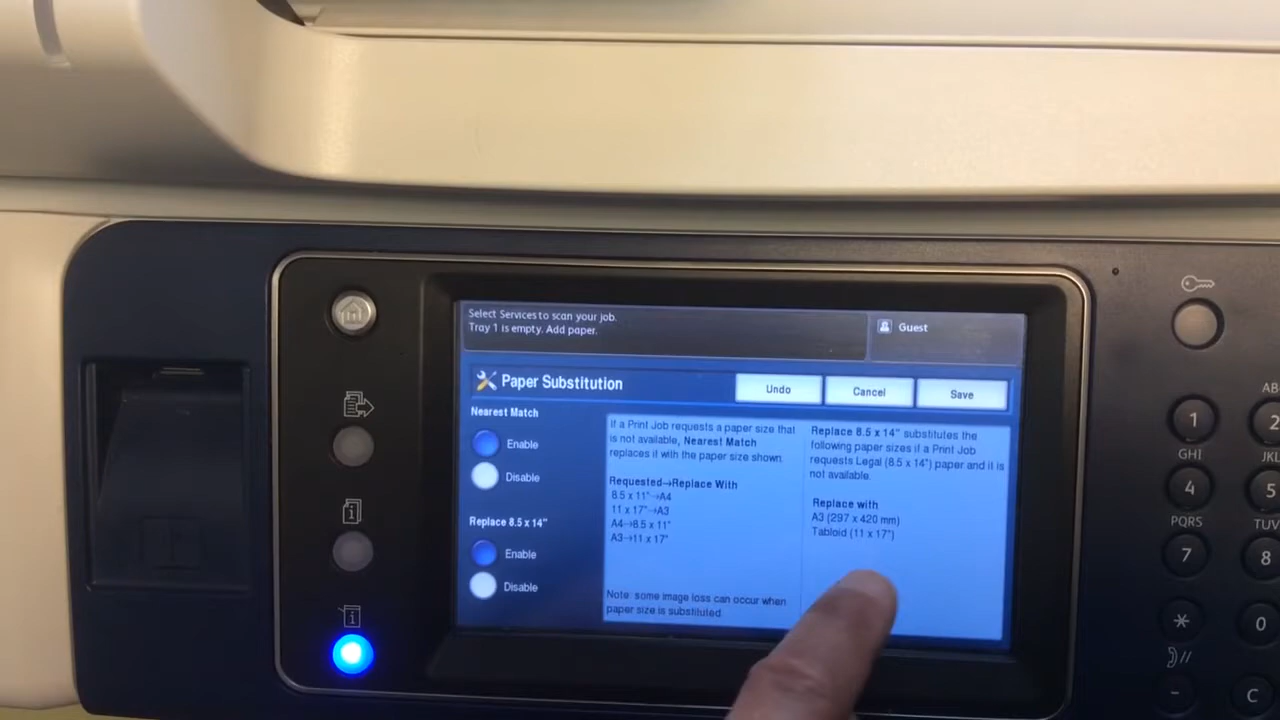 Select Services to scan your job.
Tray 1 is empty. Add paper.
Guest
Paper Substitution
Undo
Cancel
Save
Nearest Match
Enable
Disable
Replace 8.5 x 14"
Enable
Disable
If a Print Job requests a paper size that
is not available, Nearest Match
replaces it with the paper size shown:
Requested→Replace With
8.5 x 11"→A4
11 x 17"→A3
A4→8.5 x 11"
A3→11 x 17"
Note: some image loss can occur when
paper size is substituted.
Replace 8.5 x 14" substitutes the
following paper sizes if a Print Job
requests Legal (8.5 x 14") paper and it is
not available.
Replace with
A3 (297 x 420 mm)
Tabloid (11 x 17")
1
AB
2
GHI
4
JKL
5
PQRS
7
TUV
8
*
0
-
C